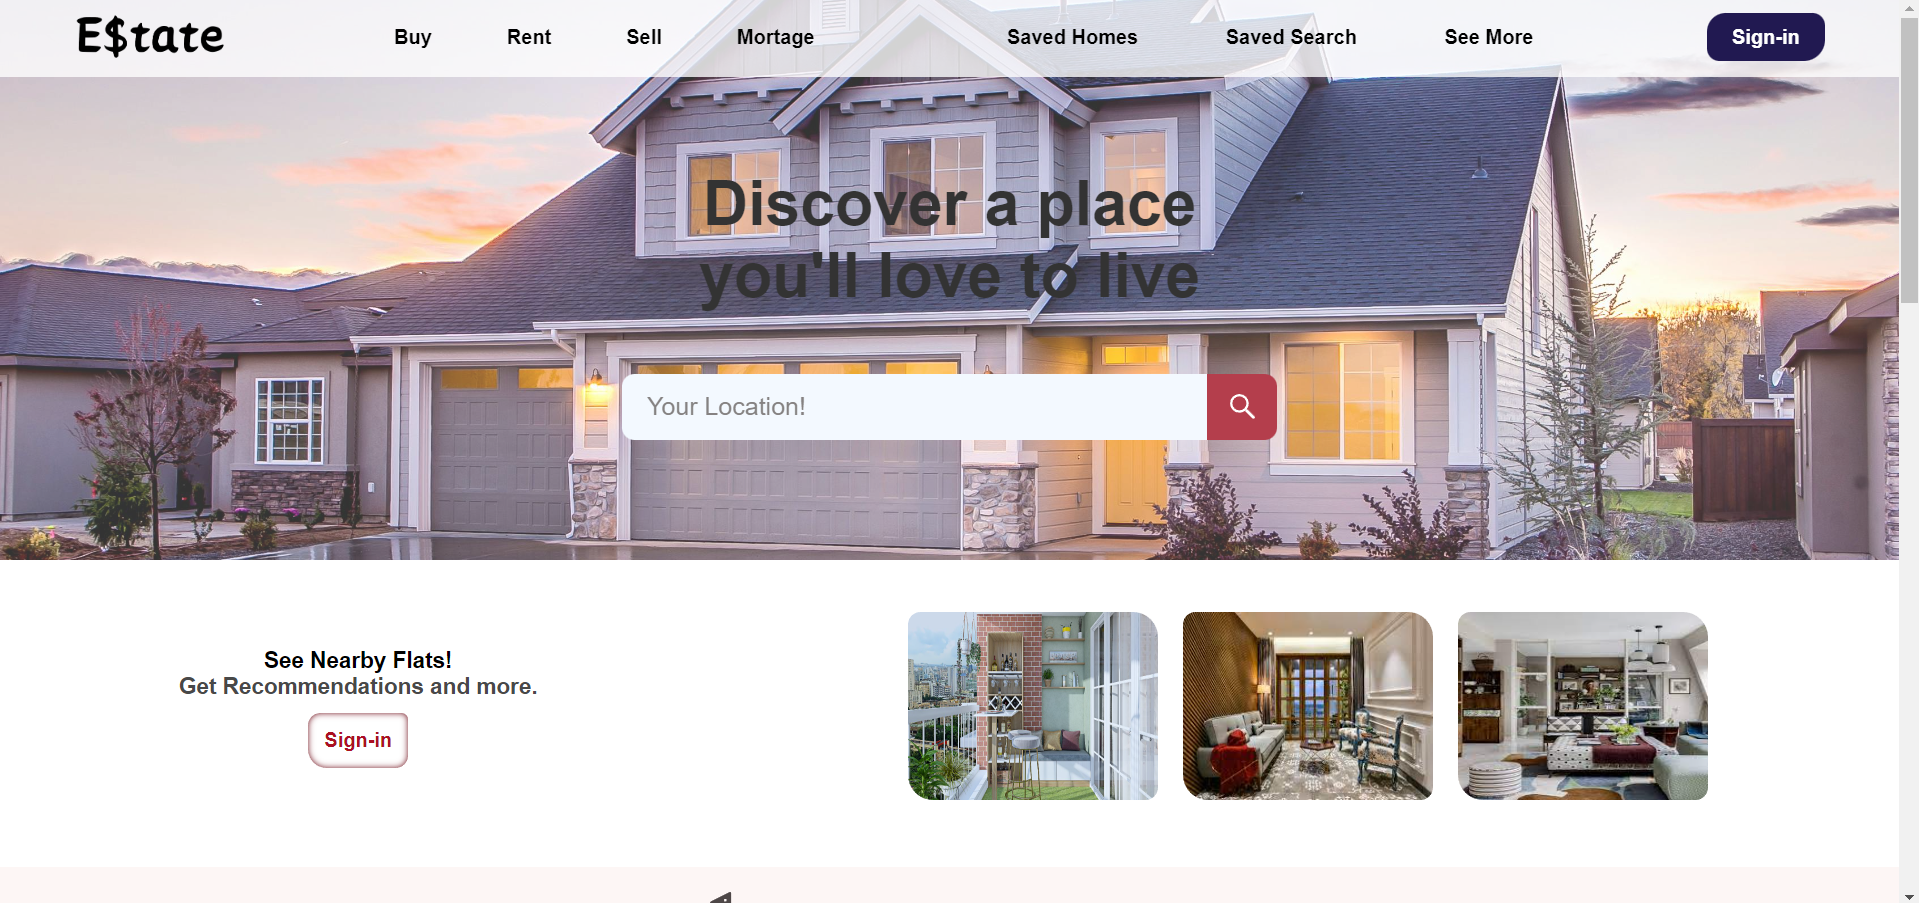 E$tate
Buy
Rent
Sell
Mortage
Saved Homes
Saved Search
See More
Sign-in
Discover a place
you'll love to live
Your Location!
See Nearby Flats!
Get Recommendations and more.
Sign-in